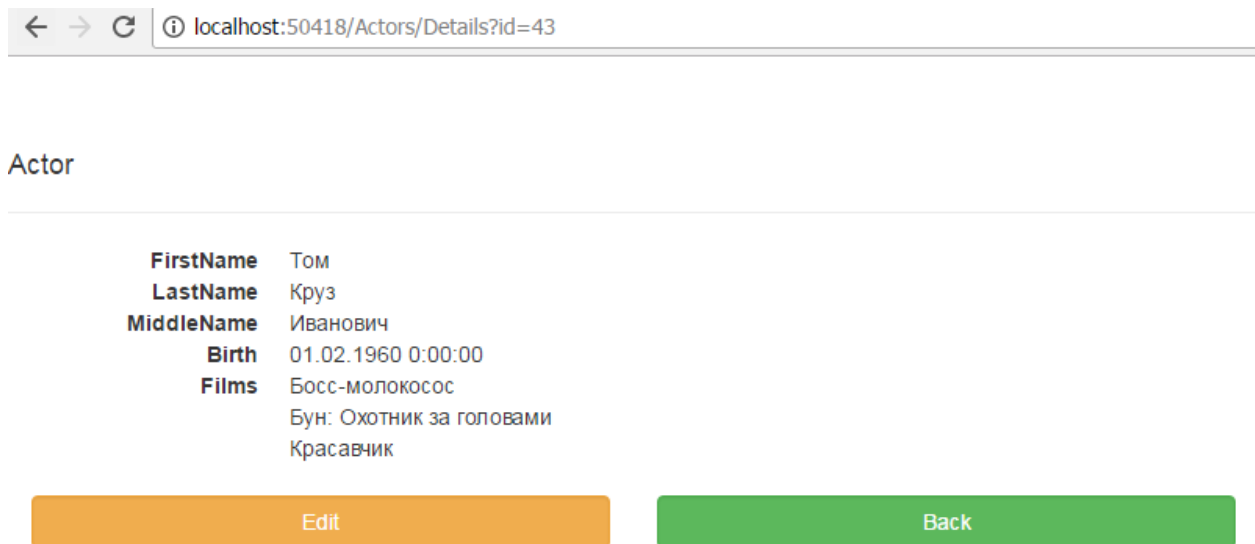 localhost:50418/Actors/Details?id=43
Actor
FirstName Том
LastName Круз
MiddleName Иванович
Birth 01.02.1960 0:00:00
Films Босс-молокосос
Бун: Охотник за головами
Красавчик
Edit Back